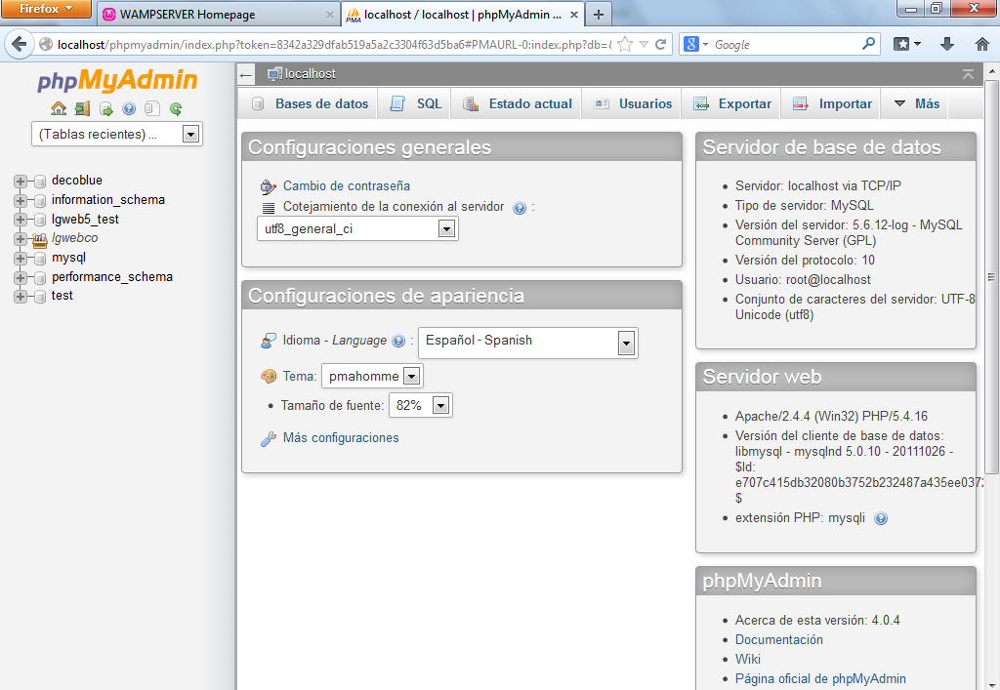 Firefox
WAMPSERVER Homepage
localhost / localhost | phpMyAdmin ...
localhost/phpmyadmin/index.php?token=8342a329dfab519a5a2c3304f63d5ba6#PMAURL-0:index.php?db=
Google
phpMyAdmin
(Tablas recientes) ...
decoblue
information_schema
lgweb5_test
lgwebco
mysql
performance_schema
test
localhost
Bases de datos
SQL
Estado actual
Usuarios
Exportar
Importar
Más
Configuraciones generales
Cambio de contraseña
Cotejamiento de la conexión al servidor :
utf8_general_ci
Configuraciones de apariencia
Idioma - Language : Español - Spanish
Tema: pmahomme
• Tamaño de fuente: 82%
Más configuraciones
Servidor de base de datos
• Servidor: localhost via TCP/IP
• Tipo de servidor: MySQL
• Versión del servidor: 5.6.12-log - MySQL
Community Server (GPL)
• Versión del protocolo: 10
• Usuario: root@localhost
• Conjunto de caracteres del servidor: UTF-8
Unicode (utf8)
Servidor web
• Apache/2.4.4 (Win32) PHP/5.4.16
• Versión del cliente de base de datos:
libmysql - mysqlnd 5.0.10 - 20111026 -
$Id:
e707c415db32080b3752b232487a435ee0372
$
• extensión PHP: mysqli
phpMyAdmin
• Acerca de esta versión: 4.0.4
• Documentación
• Wiki
• Página oficial de phpMyAdmin